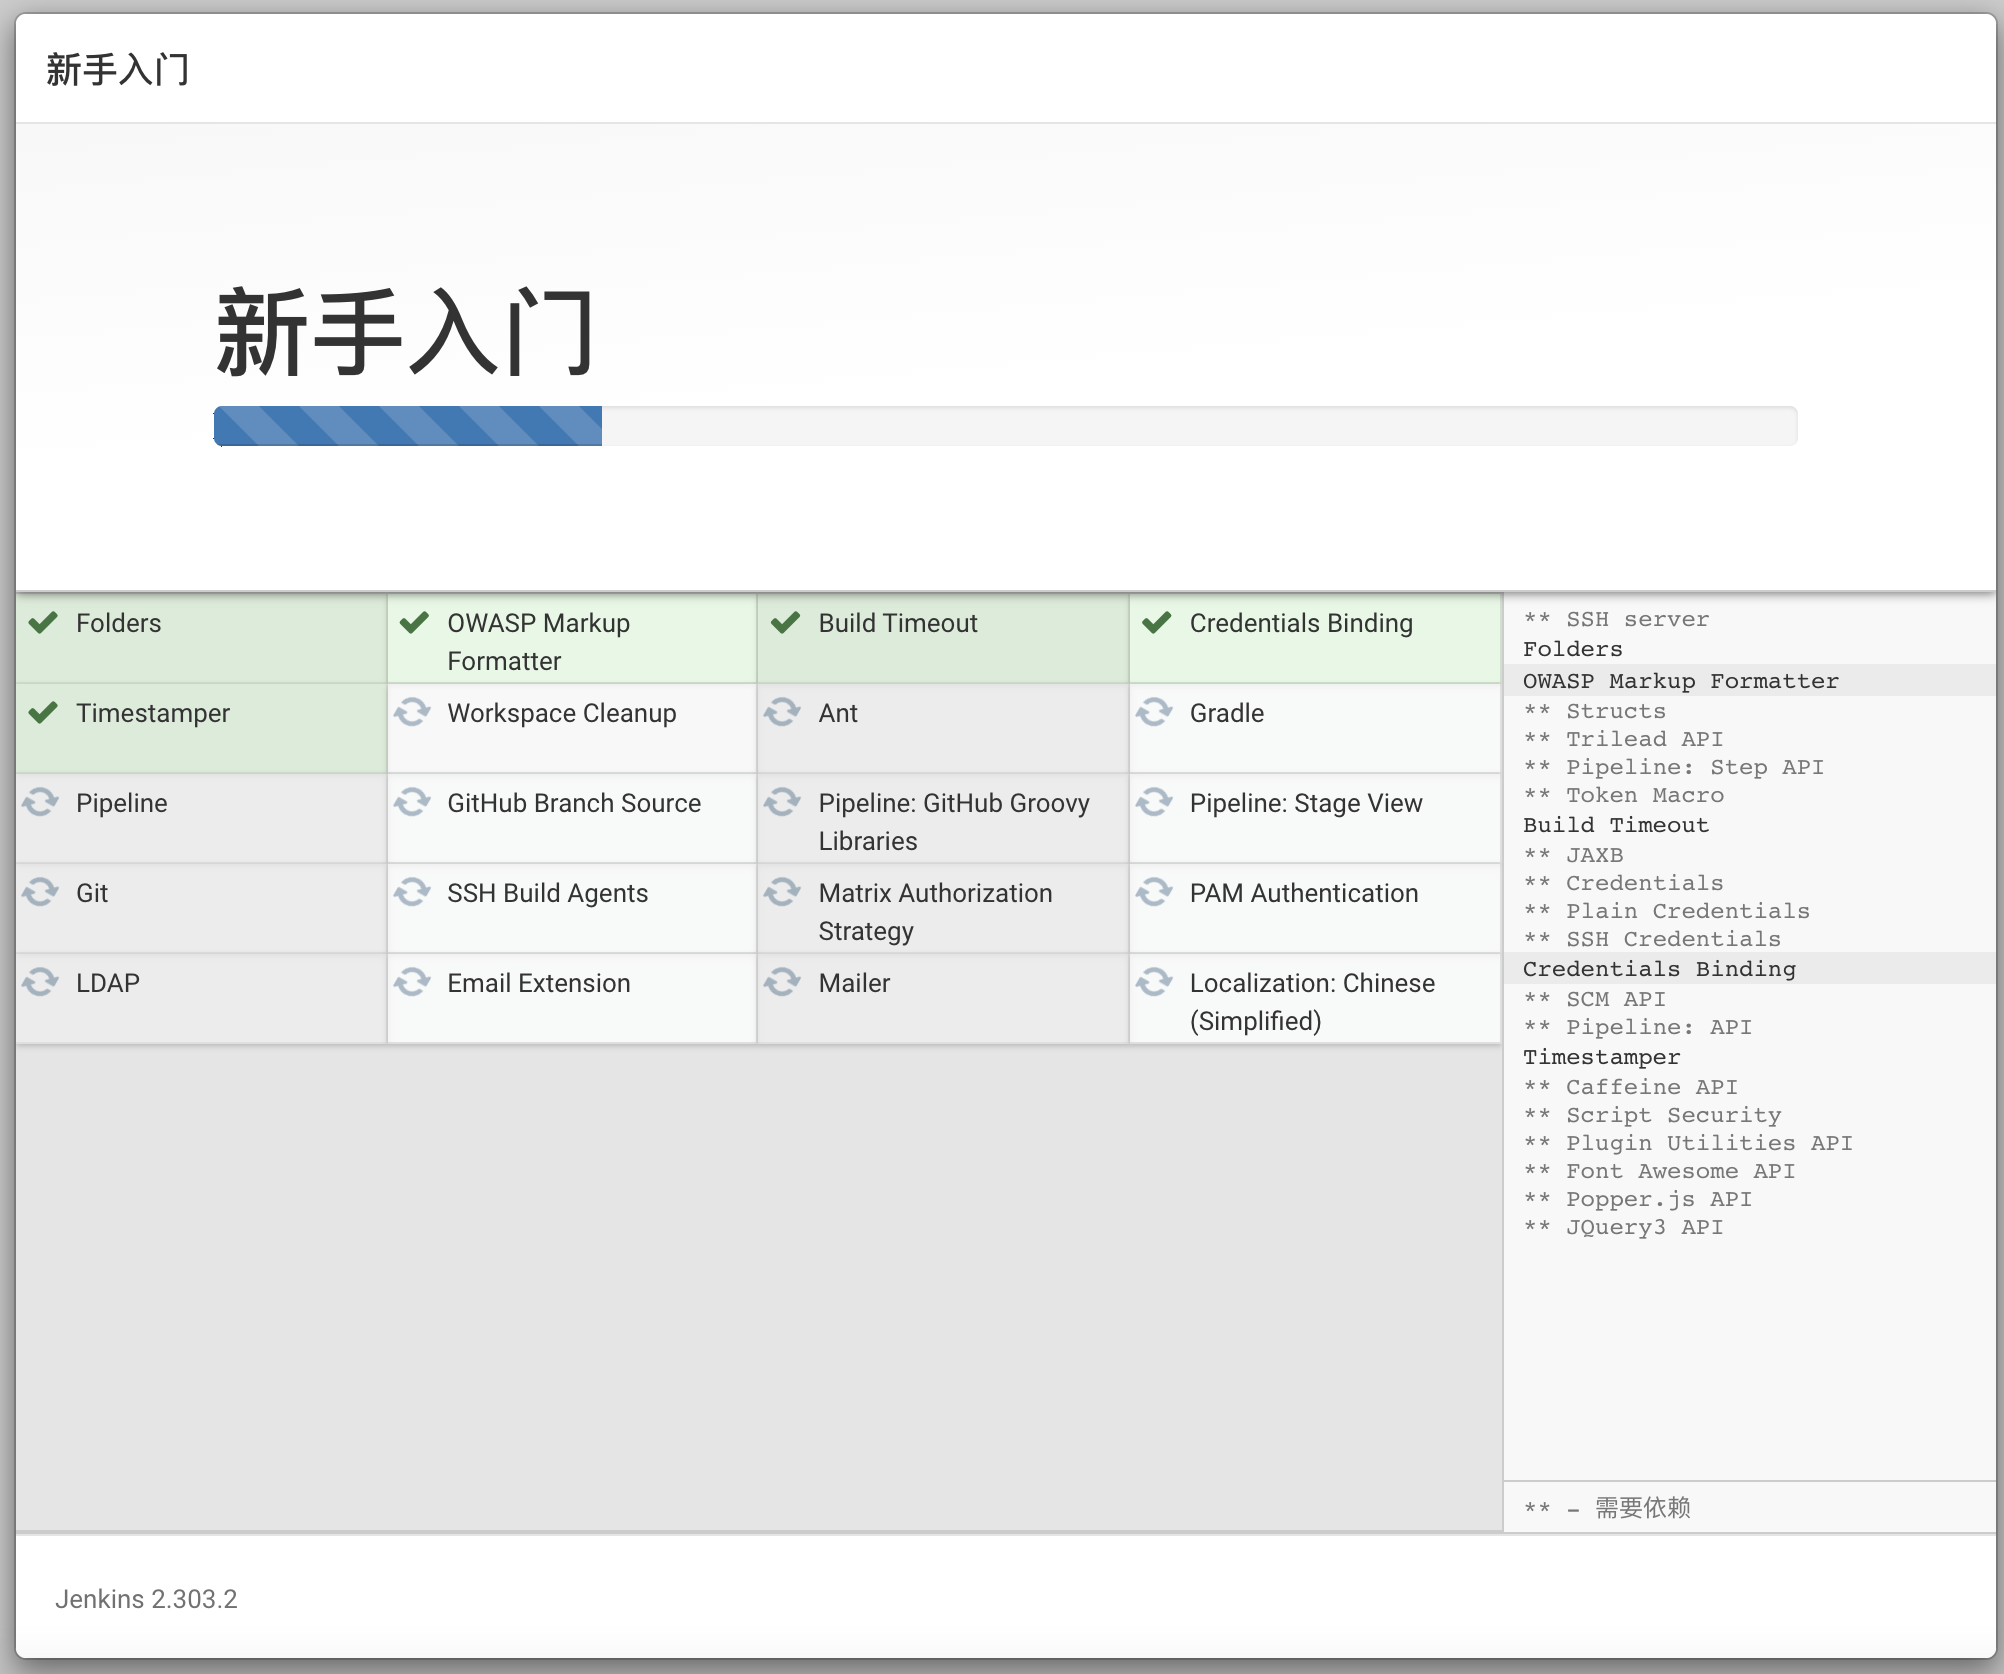 新手入门
新手入门
Folders
OWASP Markup
Formatter
Build Timeout
Credentials Binding
Timestamper
Workspace Cleanup
Ant
Gradle
Pipeline
GitHub Branch Source
Pipeline: GitHub Groovy
Libraries
Pipeline: Stage View
Git
SSH Build Agents
Matrix Authorization
Strategy
PAM Authentication
LDAP
Email Extension
Mailer
Localization: Chinese
(Simplified)
** SSH server
Folders
OWASP Markup Formatter
** Structs
** Trilead API
** Pipeline: Step API
** Token Macro
Build Timeout
** JAXB
** Credentials
** Plain Credentials
** SSH Credentials
Credentials Binding
** SCM API
** Pipeline: API
Timestamper
** Caffeine API
** Script Security
** Plugin Utilities API
** Font Awesome API
** Popper.js API
** JQuery3 API
** - 需要依赖
Jenkins 2.303.2